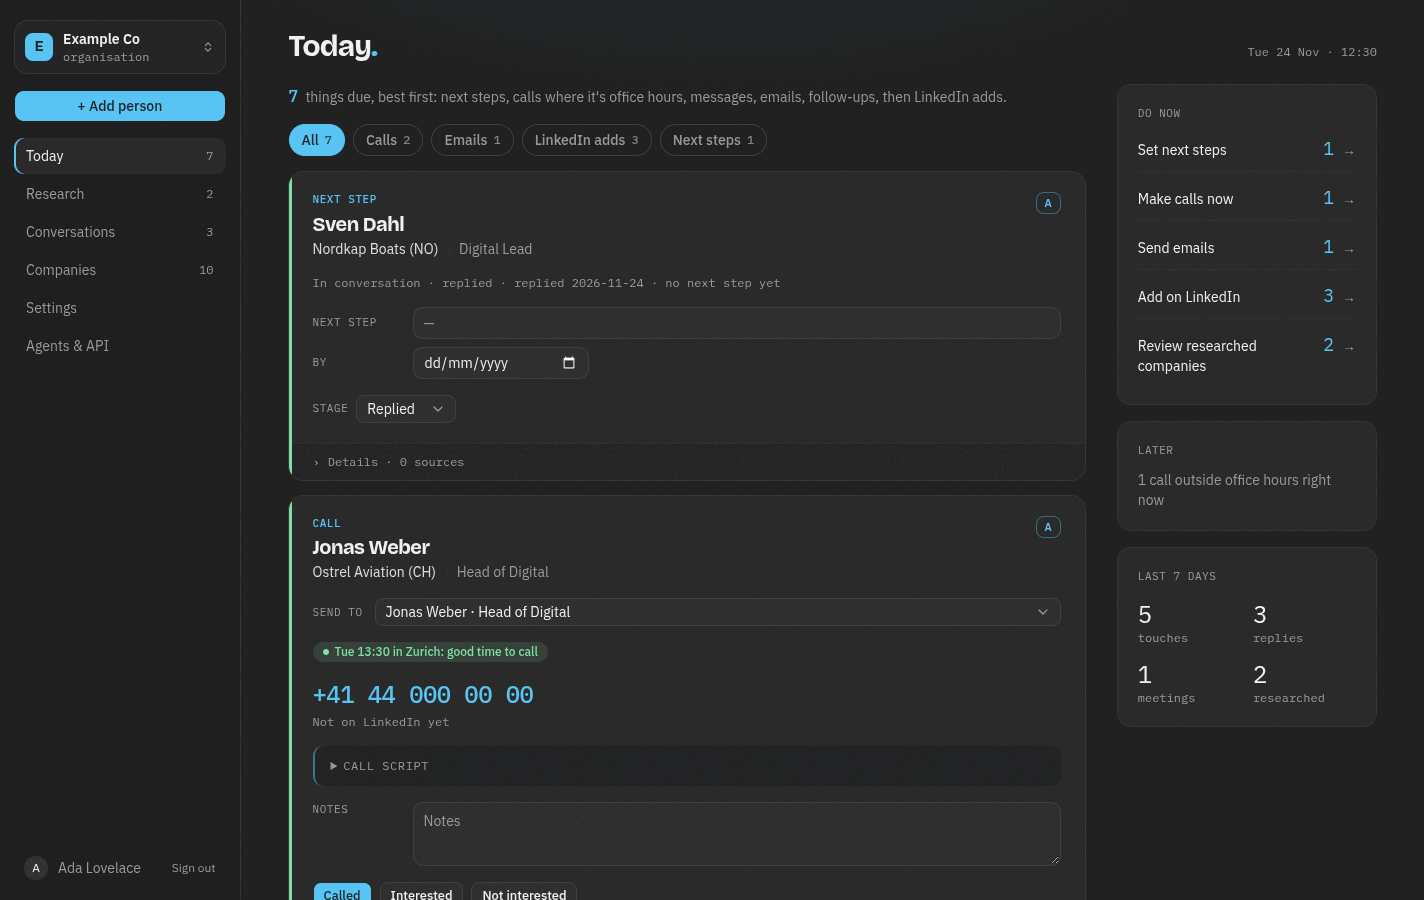 E
Example Co
organisation
+ Add person
Today 7
Research 2
Conversations 3
Companies 10
Settings
Agents & API
A Ada Lovelace Sign out
Today.
Tue 24 Nov · 12:30
7 things due, best first: next steps, calls where it's office hours, messages, emails, follow-ups, then LinkedIn adds.
All 7 Calls 2 Emails 1 LinkedIn adds 3 Next steps 1
NEXT STEP A
Sven Dahl
Nordkap Boats (NO) Digital Lead
In conversation · replied · replied 2026-11-24 · no next step yet
NEXT STEP —
BY dd/mm/yyyy
STAGE Replied
› Details · 0 sources
CALL A
Jonas Weber
Ostrel Aviation (CH) Head of Digital
SEND TO Jonas Weber · Head of Digital
● Tue 13:30 in Zurich: good time to call
+41 44 000 00 00
Not on LinkedIn yet
▶ CALL SCRIPT
NOTES Notes
Called Interested Not interested
DO NOW
Set next steps 1 →
Make calls now 1 →
Send emails 1 →
Add on LinkedIn 3 →
Review researched 2 →
companies
LATER
1 call outside office hours right
now
LAST 7 DAYS
5 3
touches replies
1 2
meetings researched